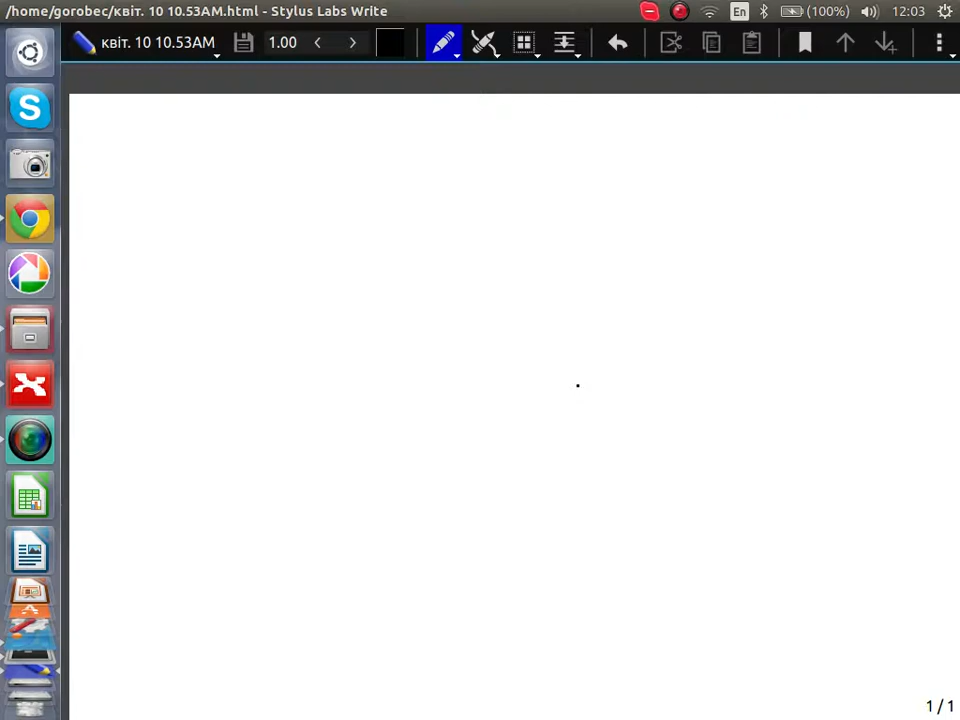 /home/gorobec/квіт. 10 10.53AM.html - Stylus Labs Write
En
(100%)
12:03
квіт. 10 10.53AM
1.00
1 / 1